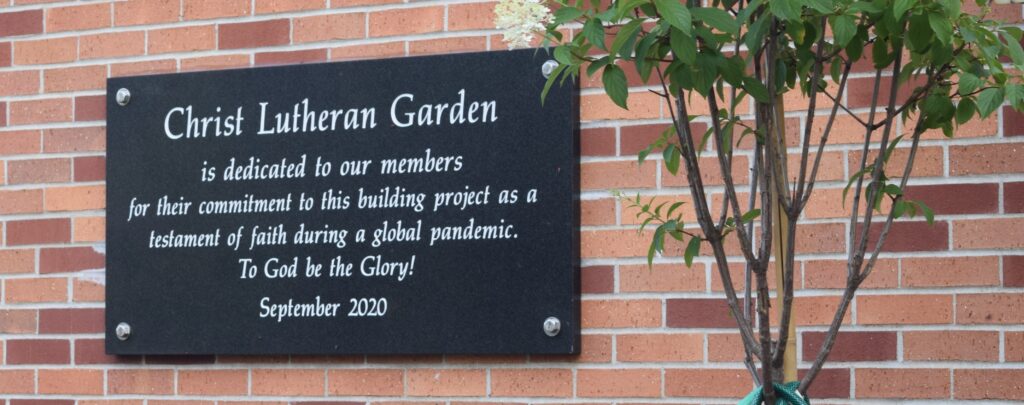 Christ Lutheran Garden
is dedicated to our members
for their commitment to this building project as a
testament of faith during a global pandemic.
To God be the Glory!
September 2020